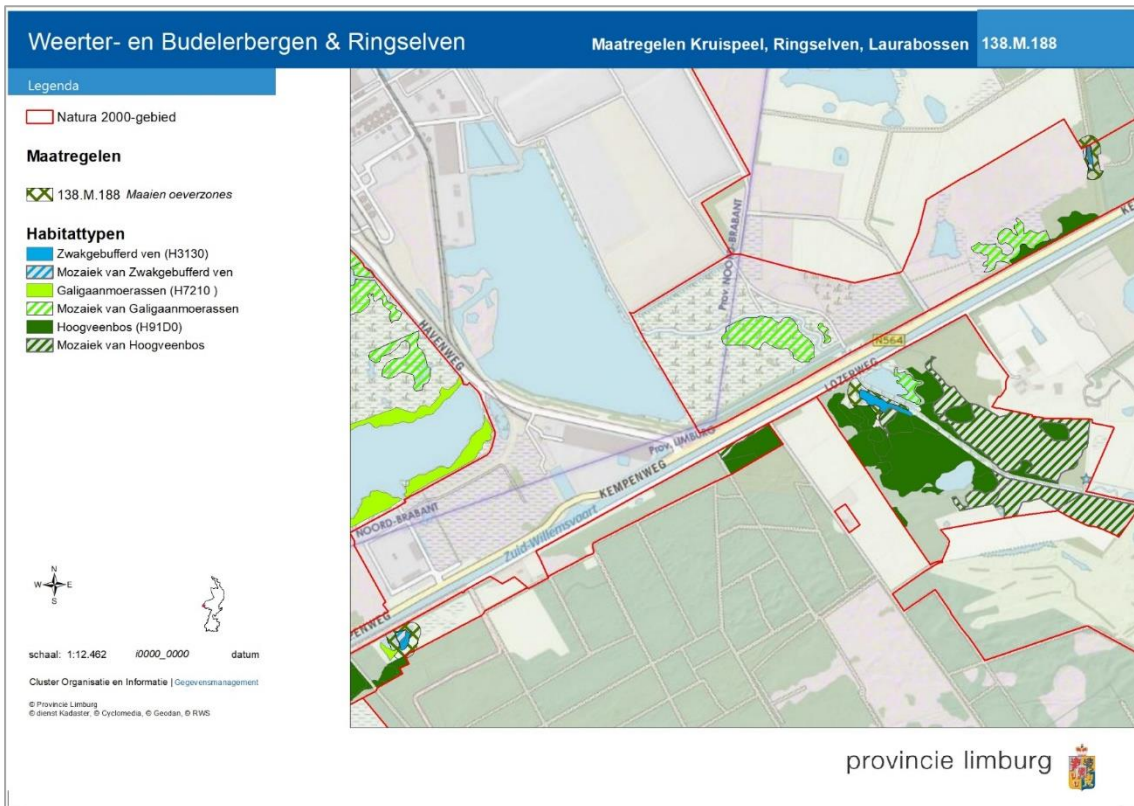 Weerter- en Budelerbergen & Ringselven
Maatregelen Kruispeel, Ringselven, Laurabossen 138.M.188
Legenda
Natura 2000-gebied
Maatregelen
138.M.188 Maaien oeverzones
Habitattypen
Zwakgebufferd ven (H3130)
Mozaiek van Zwakgebufferd ven
Galigaanmoerassen (H7210 )
Mozaiek van Galigaanmoerassen
Hoogveenbos (H91D0)
Mozaiek van Hoogveenbos
N
W E
S
schaal: 1:12.462 i0000_0000 datum
Cluster Organisatie en Informatie | Gegevensmanagement
© Provincie Limburg
© dienst Kadaster, © Cyclomedia, © Geodan, © RWS
Prov. NOORD-BRABANT
KE
HAVENWEG
N564
LOZERWEG
Prov. LIMBURG
KEMPENWEG
NOORD-BRABANT
Zuid-Willemsvaart
PENWEG
provincie limburg